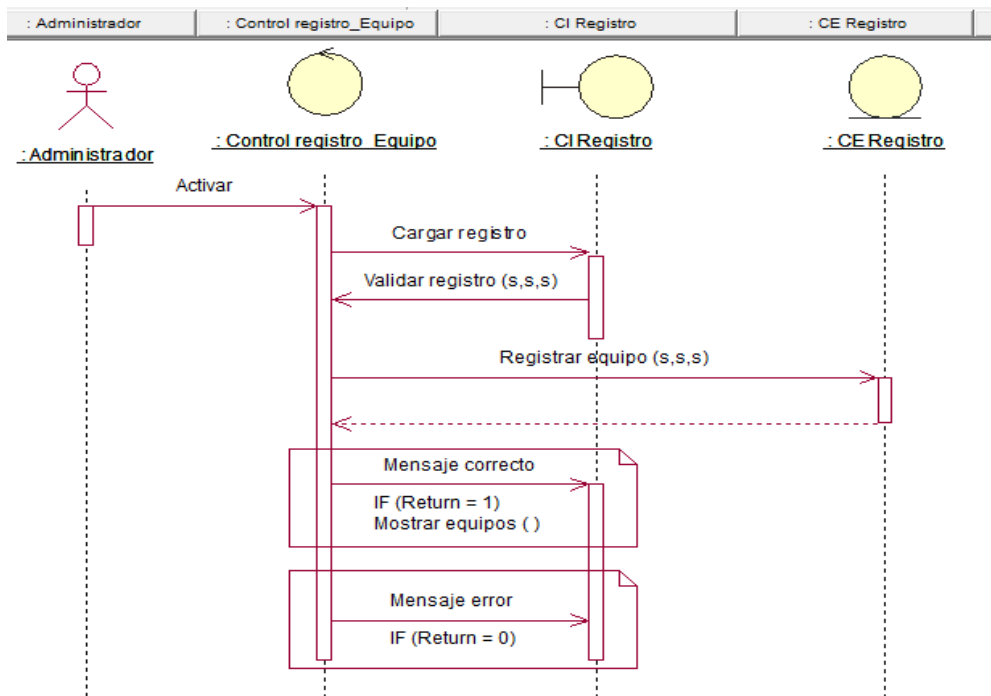 : Administrador
: Control registro_Equipo
: CI Registro
: CE Registro
: Administrador
: Control registro_Equipo
: CI Registro
: CE Registro
Activar
Cargar registro
Validar registro (s,s,s)
Registrar equipo (s,s,s)
Mensaje correcto
IF (Return = 1)
Mostrar equipos ( )
Mensaje error
IF (Return = 0)